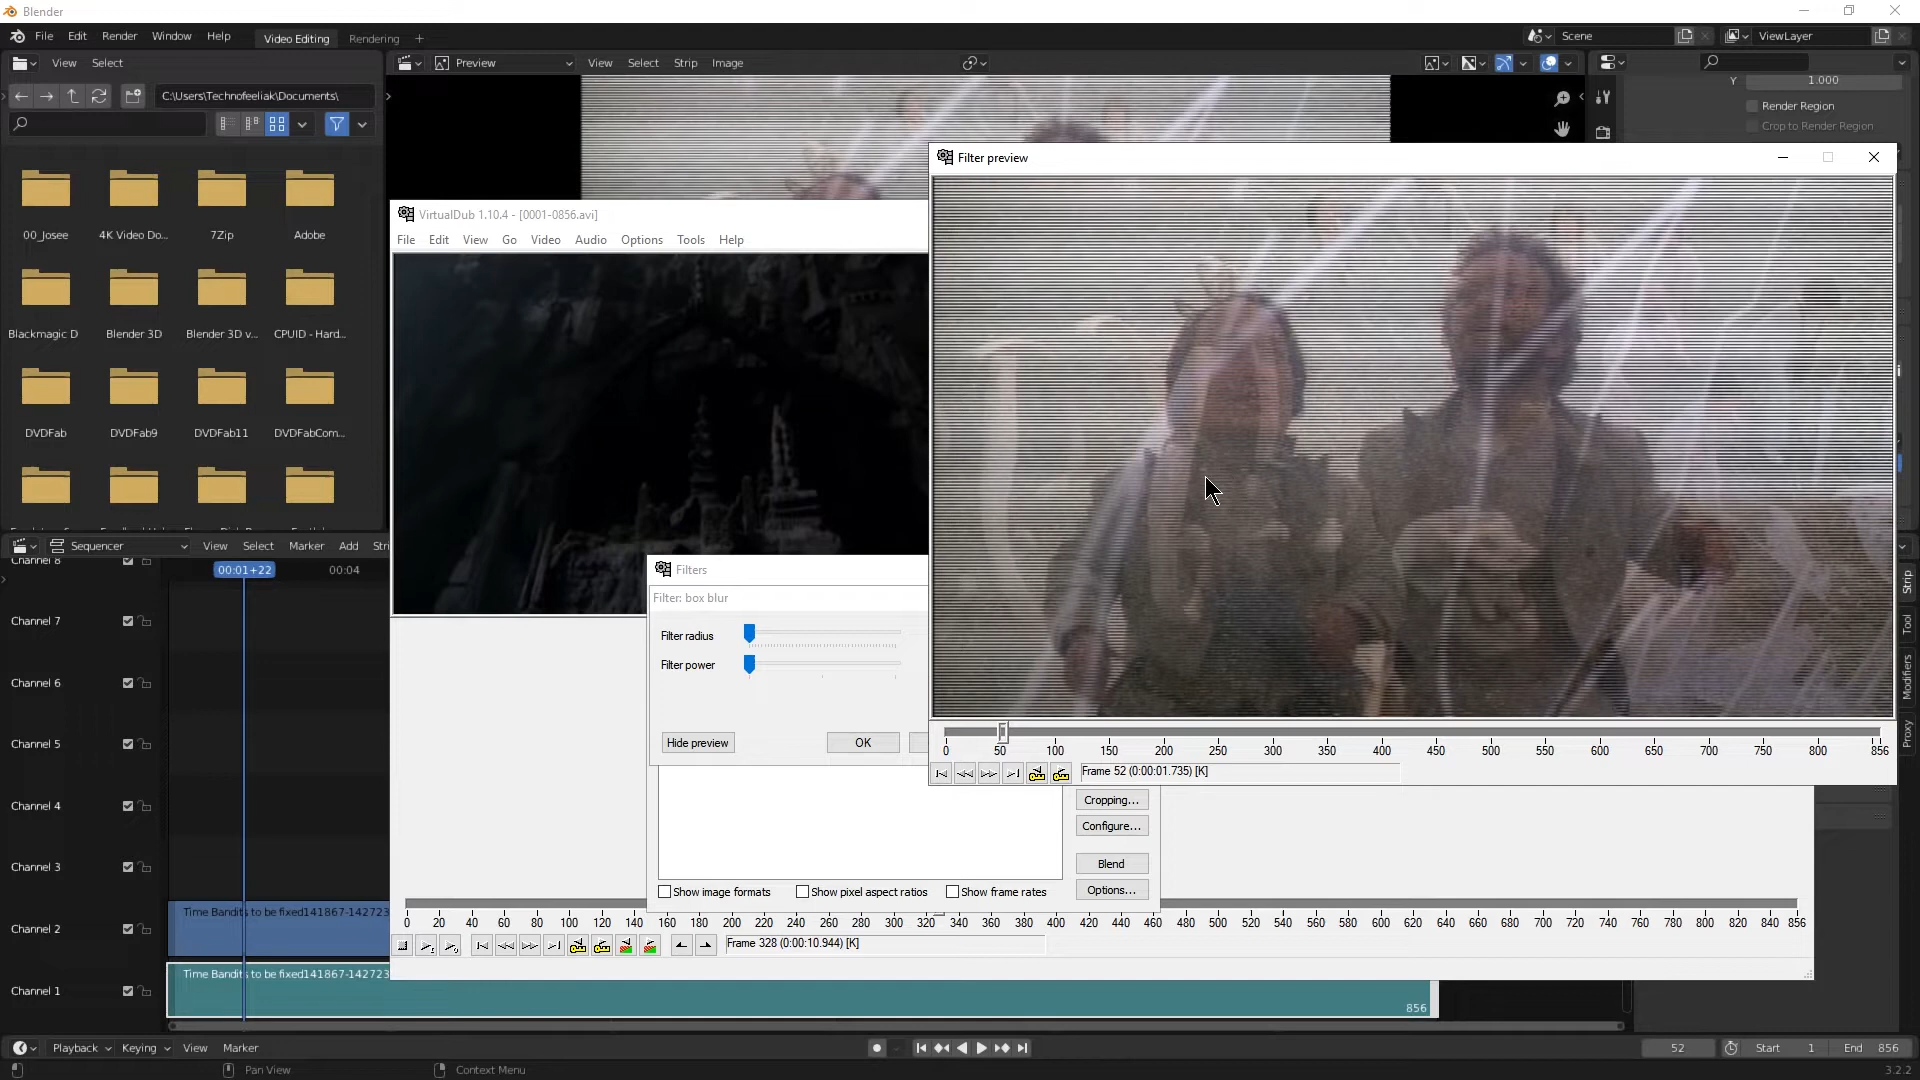 Blender
File Edit Render Window Help Video Editing Rendering + Scene ViewLayer
View Select
Preview View Select Strip Image
Y 1.000
C:\Users\Technofeeliak\Documents\
Render Region
Crop to Render Region
00_Josee 4K Video Do... 7Zip Adobe
Blackmagic D Blender 3D Blender 3D v... CPUID - Hard...
DVDFab DVDFab9 DVDFab11 DVDFabCom...
Filter preview
0 50 100 150 200 250 300 350 400 450 500 550 600 650 700 750 800 856
Frame 52 (0:00:01.735) [K]
VirtualDub 1.10.4 - [0001-0856.avi]
File Edit View Go Video Audio Options Tools Help
Filters
Filter: box blur
Filter radius
Filter power
Hide preview OK
Cropping...
Configure...
Blend
Options...
Show image formats Show pixel aspect ratios Show frame rates
0 20 40 60 80 100 120 140 160 180 200 220 240 260 280 300 320 340 360 380 400 420 440 460 480 500 520 540 560 580 600 620 640 660 680 700 720 740 760 780 800 820 840 856
Frame 328 (0:00:10.944) [K]
Sequencer View Select Marker Add Stri
00:01+22 00:04
Channel 8
Channel 7
Channel 6
Channel 5
Channel 4
Channel 3
Channel 2
Time Bandits to be fixed141867-142723
Channel 1
Time Bandits to be fixed141867-142723
856
Strip
Tool
Modifiers
Proxy
Playback Keying View Marker 52 Start 1 End 856
Pan View Context Menu 3.2.2